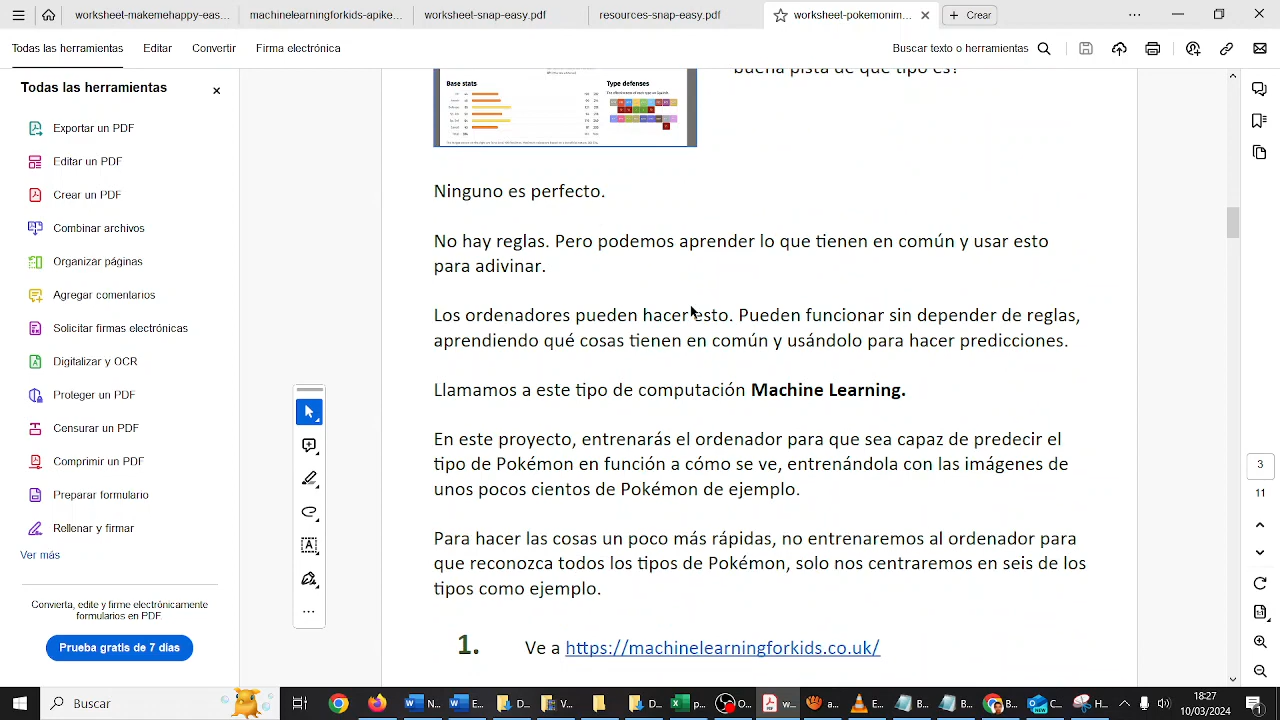 worksheet-makemehappy-eas...
machinelearningforkids-apike...
worksheet-snap-easy.pdf
resources-snap-easy.pdf
worksheet-pokemonim...
Crear
Todas las herramientas
Editar
Convertir
Firma electrónica
Buscar texto o herramientas
Todas las herramientas
Exportar un PDF
Editar un PDF
Crear un PDF
Combinar archivos
Organizar páginas
Agregar comentarios
Solicitar firmas electrónicas
Digitalizar y OCR
Proteger un PDF
Censurar un PDF
Comprimir un PDF
Preparar formulario
Rellenar y firmar
Ver más
Convierta, edite y firme electrónicamente
formularios en PDF
Prueba gratis de 7 días
buena pista de qué tipo es?
Base stats
Type defenses
Ninguno es perfecto.
No hay reglas. Pero podemos aprender lo que tienen en común y usar esto
para adivinar.
Los ordenadores pueden hacer esto. Pueden funcionar sin depender de reglas,
aprendiendo qué cosas tienen en común y usándolo para hacer predicciones.
Llamamos a este tipo de computación Machine Learning.
En este proyecto, entrenarás el ordenador para que sea capaz de predecir el
tipo de Pokémon en función a cómo se ve, entrenándola con las imágenes de
unos pocos cientos de Pokémon de ejemplo.
Para hacer las cosas un poco más rápidas, no entrenaremos al ordenador para
que reconozca todos los tipos de Pokémon, solo nos centraremos en seis de los
tipos como ejemplo.
1. Ve a https://machinelearningforkids.co.uk/
3
11
Buscar
N...
E...
D...
V...
D...
p...
O...
w...
a...
E...
B...
B...
B...
C...
H...
18:27
10/03/2024